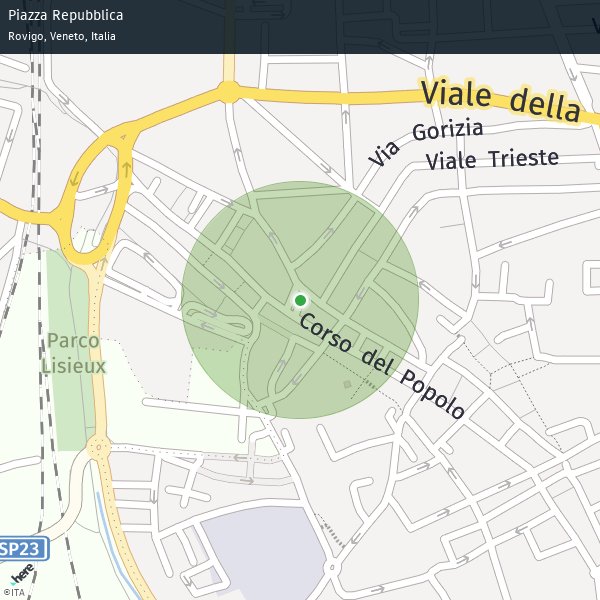 Piazza Repubblica
Rovigo, Veneto, Italia
Viale della
Via Gorizia
Viale Trieste
Corso del Popolo
Parco
Lisieux
SP23
here
©ITA